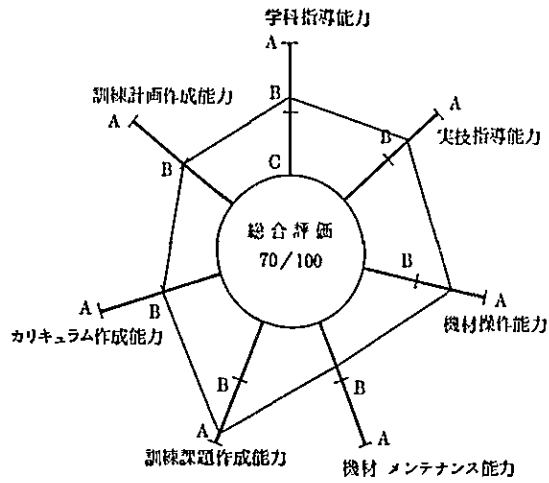 学科指導能力
A
B
C
訓練計画作成能力
A
B
A
B
実技指導能力
総合評価
70/100
B
A
機材操作能力
A
B
カリキュラム作成能力
B
A
訓練課題作成能力
B
A
機材 メンテナンス能力